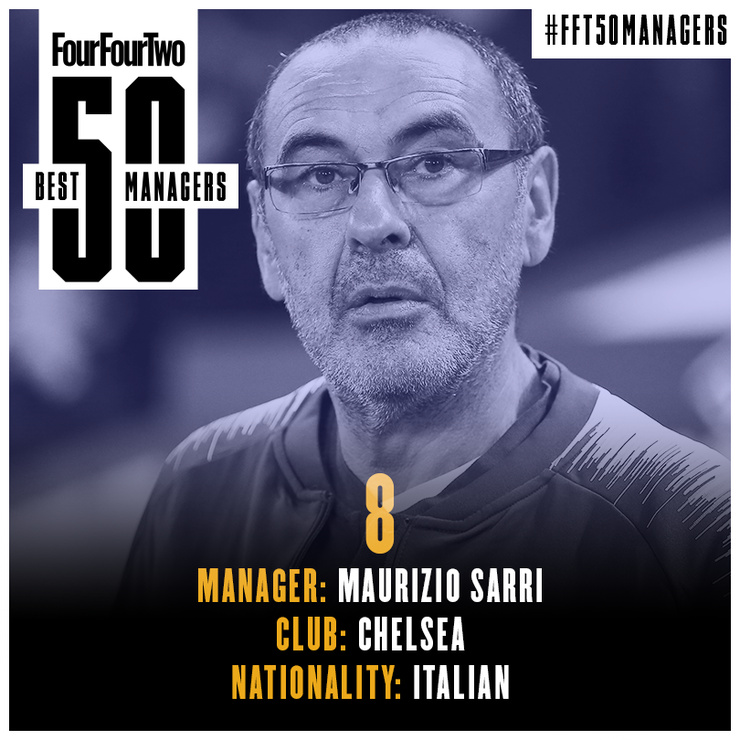 FourFourTwo
50
BEST MANAGERS
#FFT50MANAGERS
8
MANAGER: MAURIZIO SARRI
CLUB: CHELSEA
NATIONALITY: ITALIAN